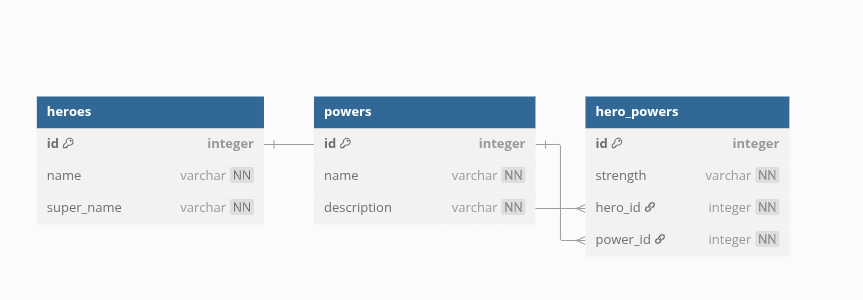 heroes
id integer
name varchar NN
super_name varchar NN
powers
id integer
name varchar NN
description varchar NN
hero_powers
id integer
strength varchar NN
hero_id integer NN
power_id integer NN